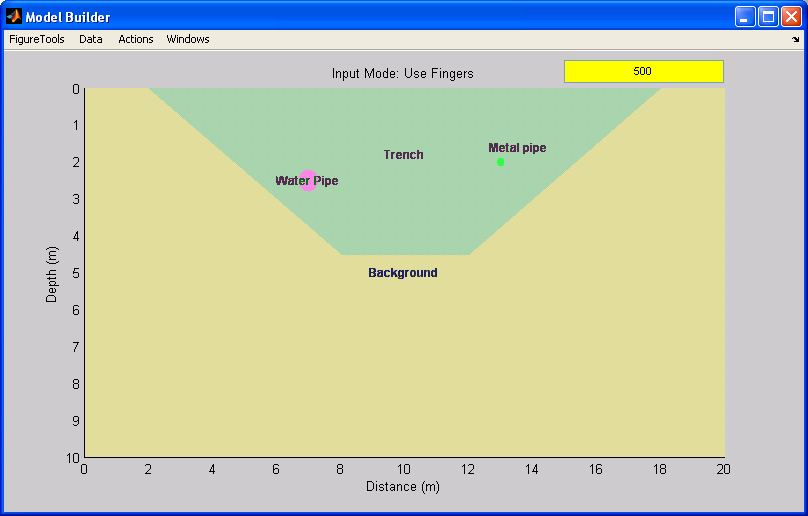 Model Builder
FigureTools Data Actions Windows
Input Mode: Use Fingers 500
0
1
Metal pipe
Trench
2
Water Pipe
3
4
Depth (m)
Background
5
6
7
8
9
10
0 2 4 6 8 10 12 14 16 18 20
Distance (m)